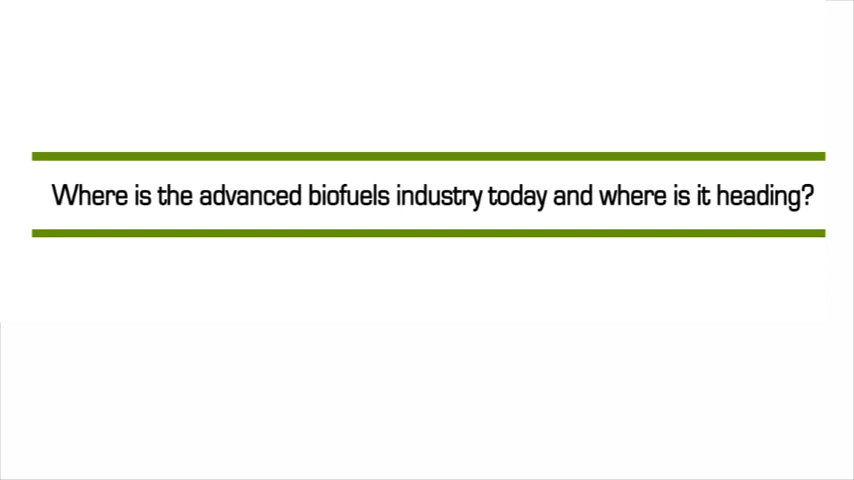 Where is the advanced biofuels industry today and where is it heading?